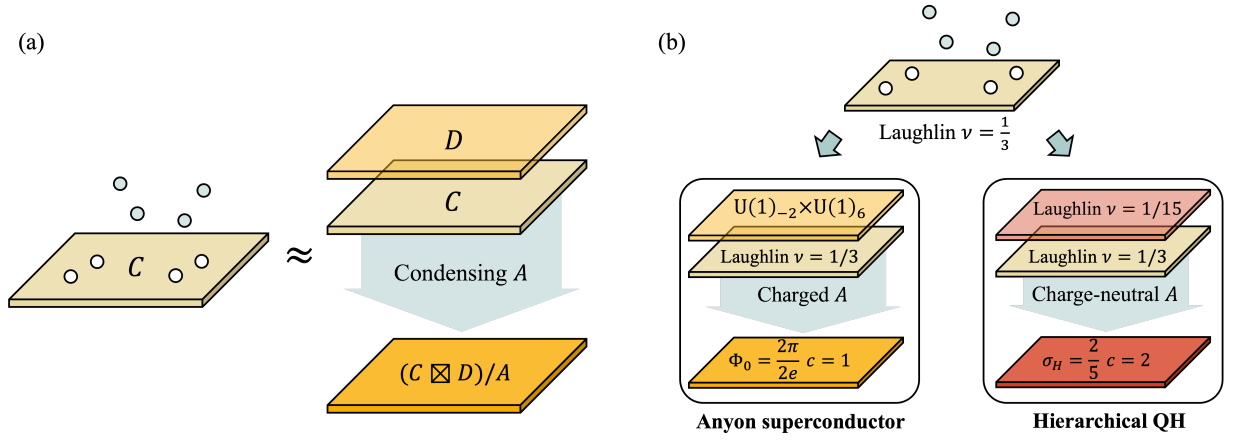 (a)
C
≈
D
C
Condensing A
(C ⊠ D)/A
(b)
Laughlin ν = 1/3
U(1)₋₂×U(1)₆
Laughlin ν = 1/3
Charged A
Φ₀ = 2π/2e c = 1
Anyon superconductor
Laughlin ν = 1/15
Laughlin ν = 1/3
Charge-neutral A
σ_H = 2/5 c = 2
Hierarchical QH